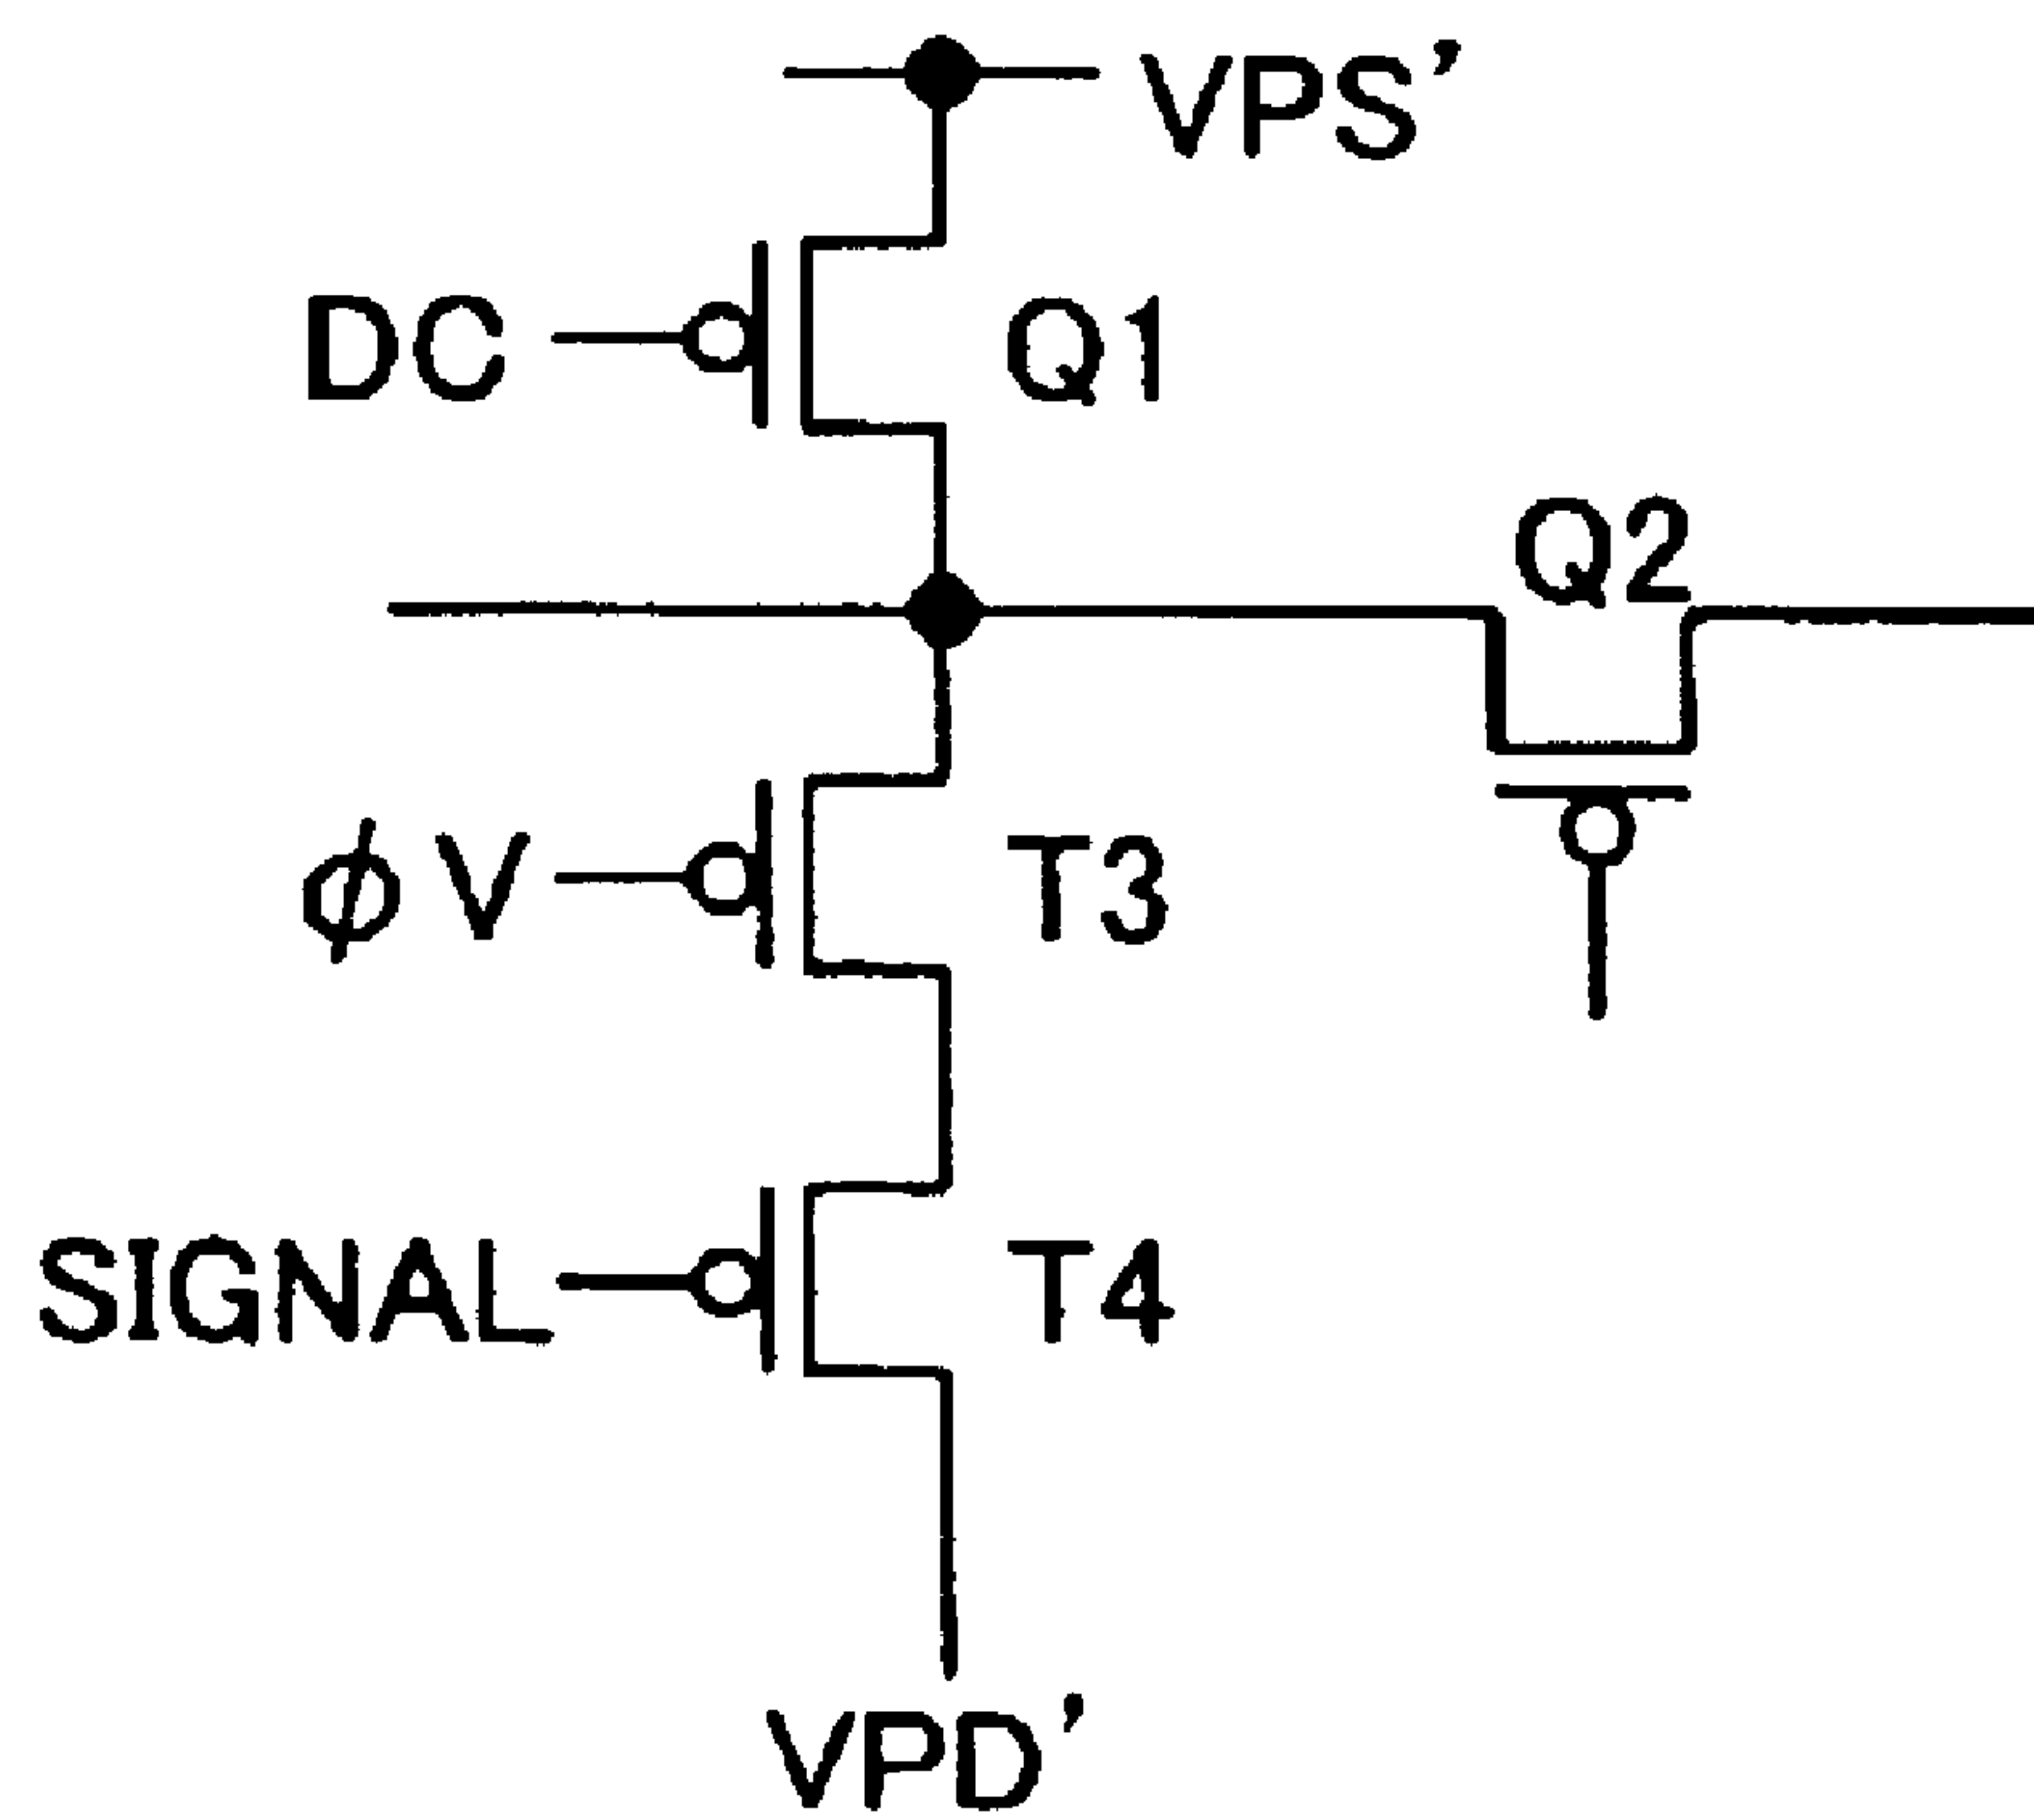 VPS’
DC
Q1
Q2
φV
T3
SIGNAL
T4
VPD’